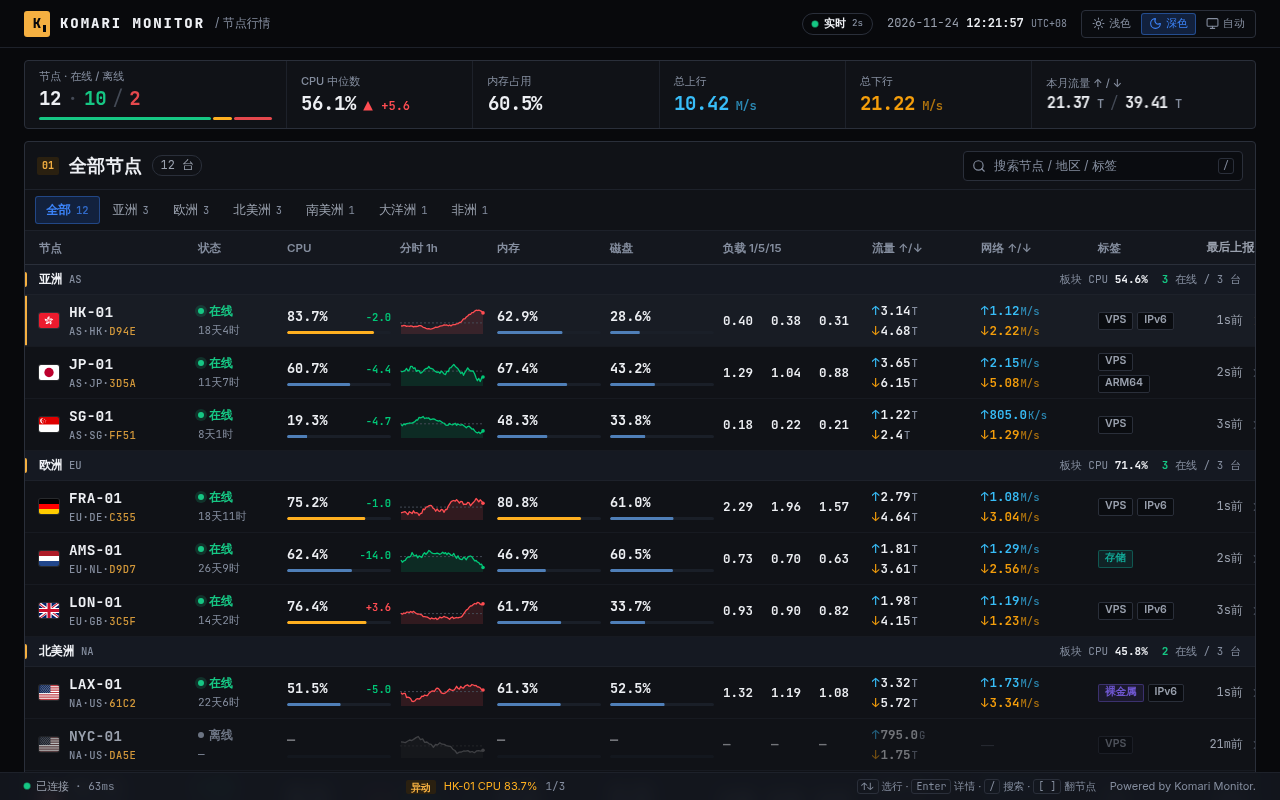 K KOMARI MONITOR / 节点行情 实时 2s 2026-11-24 12:21:57 UTC+08 浅色 深色 自动
节点 · 在线 / 离线 CPU 中位数 内存占用 总上行 总下行 本月流量 ↑ / ↓
12 · 10 / 2 56.1% ▲ +5.6 60.5% 10.42 M/s 21.22 M/s 21.37 T / 39.41 T
01 全部节点 12 台 搜索节点 / 地区 / 标签 /
全部 12 亚洲 3 欧洲 3 北美洲 3 南美洲 1 大洋洲 1 非洲 1
节点 状态 CPU 分时 1h 内存 磁盘 负载 1/5/15 流量 ↑/↓ 网络 ↑/↓ 标签 最后上报
亚洲 AS 板块 CPU 54.6% 3 在线 / 3 台
HK-01 在线 83.7% -2.0 62.9% 28.6% 0.40 0.38 0.31 ↑3.14T ↑1.12M/s VPS IPv6 1s前
AS·HK·D94E 18天4时 ↓4.68T ↓2.22M/s
JP-01 在线 60.7% -4.4 67.4% 43.2% 1.29 1.04 0.88 ↑3.65T ↑2.15M/s VPS 2s前
AS·JP·3D5A 11天7时 ↓6.15T ↓5.08M/s ARM64
SG-01 在线 19.3% -4.7 48.3% 33.8% 0.18 0.22 0.21 ↑1.22T ↑805.0K/s VPS 3s前
AS·SG·FF51 8天1时 ↓2.4T ↓1.29M/s
欧洲 EU 板块 CPU 71.4% 3 在线 / 3 台
FRA-01 在线 75.2% -1.0 80.8% 61.0% 2.29 1.96 1.57 ↑2.79T ↑1.08M/s VPS IPv6 1s前
EU·DE·C355 18天11时 ↓4.64T ↓3.04M/s
AMS-01 在线 62.4% -14.0 46.9% 60.5% 0.73 0.70 0.63 ↑1.81T ↑1.29M/s 存储 2s前
EU·NL·D9D7 26天9时 ↓3.61T ↓2.56M/s
LON-01 在线 76.4% +3.6 61.7% 33.7% 0.93 0.90 0.82 ↑1.98T ↑1.19M/s VPS IPv6 3s前
EU·GB·3C5F 14天2时 ↓4.15T ↓1.23M/s
北美洲 NA 板块 CPU 45.8% 2 在线 / 3 台
LAX-01 在线 51.5% -5.0 61.3% 52.5% 1.32 1.19 1.08 ↑3.32T ↑1.73M/s 裸金属 IPv6 1s前
NA·US·61C2 22天6时 ↓5.72T ↓3.34M/s
NYC-01 离线 — — — — — — ↑795.0G — VPS 21m前
NA·US·DA5E — ↓1.75T
已连接 · 63ms 异动 HK-01 CPU 83.7% 1/3 ↑↓ 选行 · Enter 详情 · / 搜索 · [ ] 翻节点 Powered by Komari Monitor.